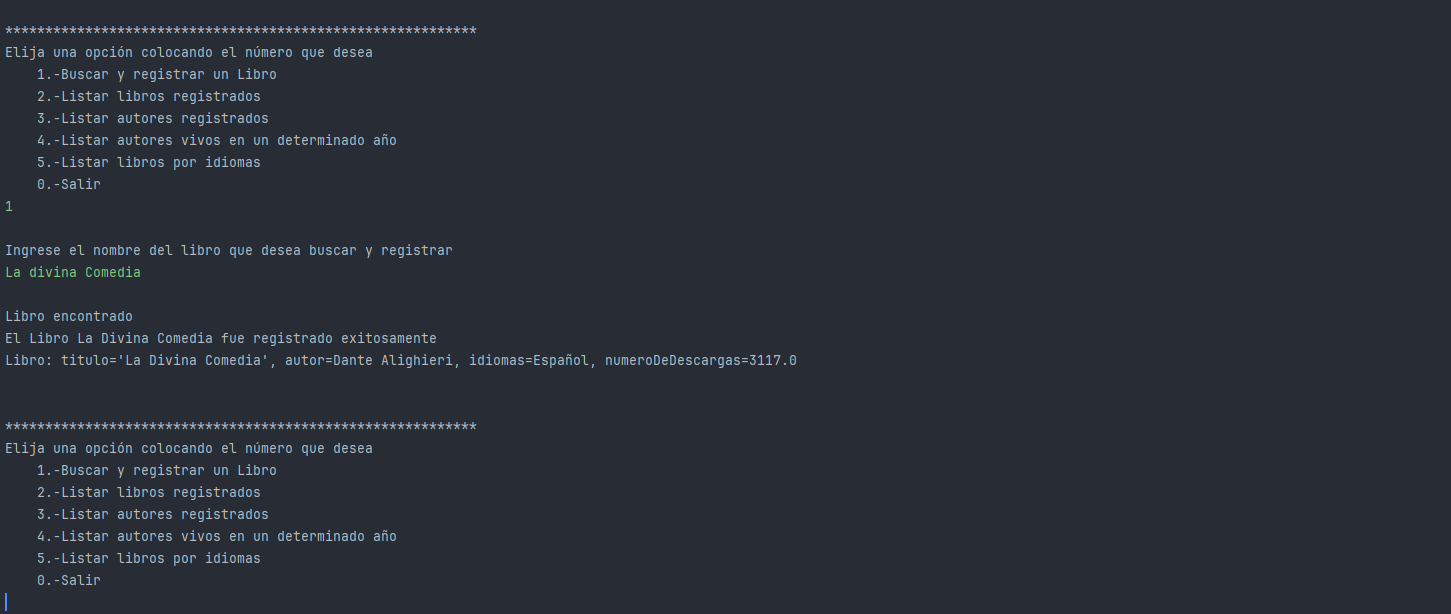 ***********************************************************
Elija una opción colocando el número que desea
    1.-Buscar y registrar un Libro
    2.-Listar libros registrados
    3.-Listar autores registrados
    4.-Listar autores vivos en un determinado año
    5.-Listar libros por idiomas
    0.-Salir
1
Ingrese el nombre del libro que desea buscar y registrar
La divina Comedia
Libro encontrado
El Libro La Divina Comedia fue registrado exitosamente
Libro: titulo='La Divina Comedia', autor=Dante Alighieri, idiomas=Español, numeroDeDescargas=3117.0
***********************************************************
Elija una opción colocando el número que desea
    1.-Buscar y registrar un Libro
    2.-Listar libros registrados
    3.-Listar autores registrados
    4.-Listar autores vivos en un determinado año
    5.-Listar libros por idiomas
    0.-Salir